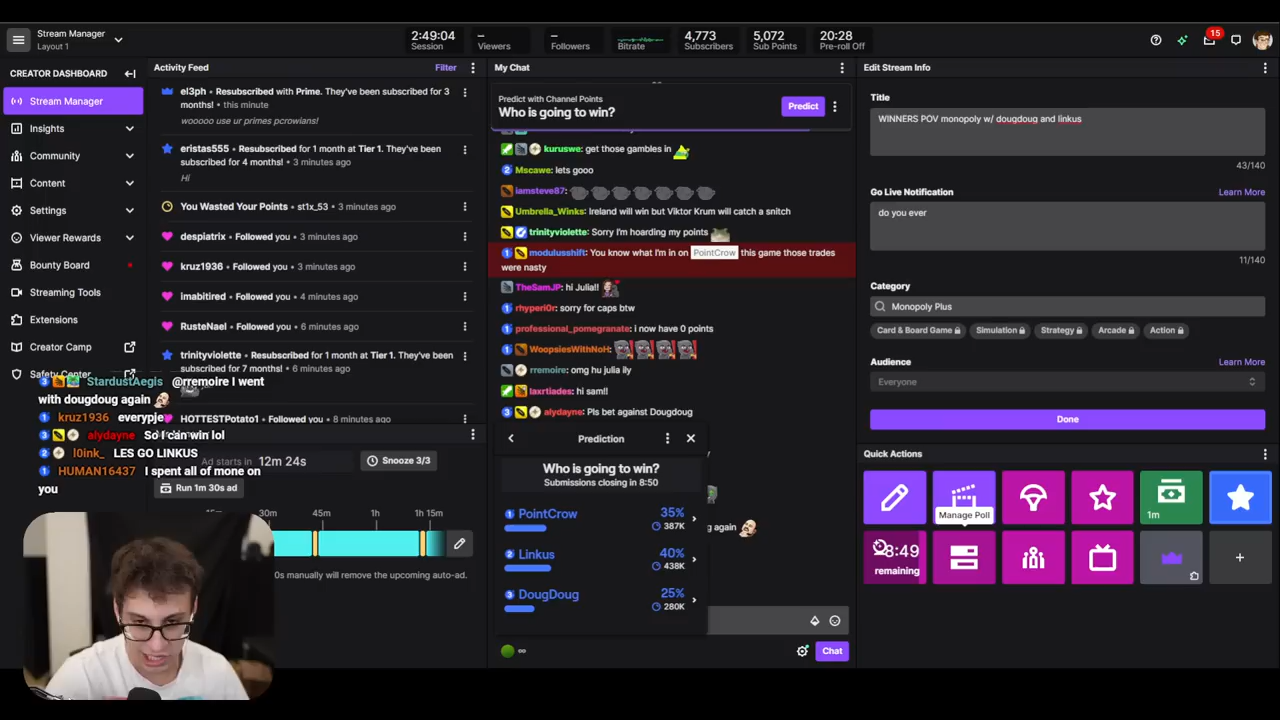 Stream Manager
Layout 1
2:49:04
Session
–
Viewers
–
Followers
Bitrate
4,773
Subscribers
5,072
Sub Points
20:28
Pre-roll Off
15
CREATOR DASHBOARD
Stream Manager
Insights
Community
Content
Settings
Viewer Rewards
Bounty Board
Streaming Tools
Extensions
Creator Camp
Safety Center
Activity Feed
Filter
el3ph • Resubscribed with Prime. They've been subscribed for 3
months! • this minute
wooooo use ur primes pcrowians!
eristas555 • Resubscribed for 1 month at Tier 1. They've been
subscribed for 4 months! • 3 minutes ago
Hi
You Wasted Your Points • st1x_53 • 3 minutes ago
despiatrix • Followed you • 3 minutes ago
kruz1936 • Followed you • 3 minutes ago
Imabitired • Followed you • 4 minutes ago
RusteNael • Followed you • 6 minutes ago
trinityviolette • Resubscribed for 1 month at Tier 1. They've been
subscribed for 7 months! • 6 minutes ago
HOTTESTPotato1 • Followed you • 8 minutes ago
StardustAegis @rremoire I went
with dougdoug again
kruz1936 everypje
alydayne So I can win lol
l0ink_ LES GO LINKUS
HUMAN16437 I spent all of mone on
you
Ad starts in 12m 24s
Snooze 3/3
Run 1m 30s ad
30m
45m
1h
1h 15m
0s manually will remove the upcoming auto-ad.
My Chat
Predict with Channel Points
Who is going to win?
Predict
kuruswe: get those gambles in
Mscawe: lets gooo
iamsteve87:
Umbrella_Winks: Ireland will win but Viktor Krum will catch a snitch
trinityviolette: Sorry I'm hoarding my points
modulusshift: You know what I'm in on PointCrow this game those trades
were nasty
TheSamJP: hi Julia!!
rhyperi0r: sorry for caps btw
professional_pomegranate: i now have 0 points
WoopsiesWithNoH:
rremoire: omg hu julia ily
laxrtiades: hi sam!!
alydayne: Pls bet against Dougdoug
again
Prediction
Who is going to win?
Submissions closing in 8:50
1 PointCrow
35%
387K
2 Linkus
40%
438K
3 DougDoug
25%
280K
Chat
Edit Stream Info
Title
WINNERS POV monopoly w/ dougdoug and linkus
43/140
Go Live Notification
Learn More
do you ever
11/140
Category
Monopoly Plus
Card & Board Game
Simulation
Strategy
Arcade
Action
Audience
Learn More
Everyone
Done
Quick Actions
Manage Poll
1m
8:49
remaining